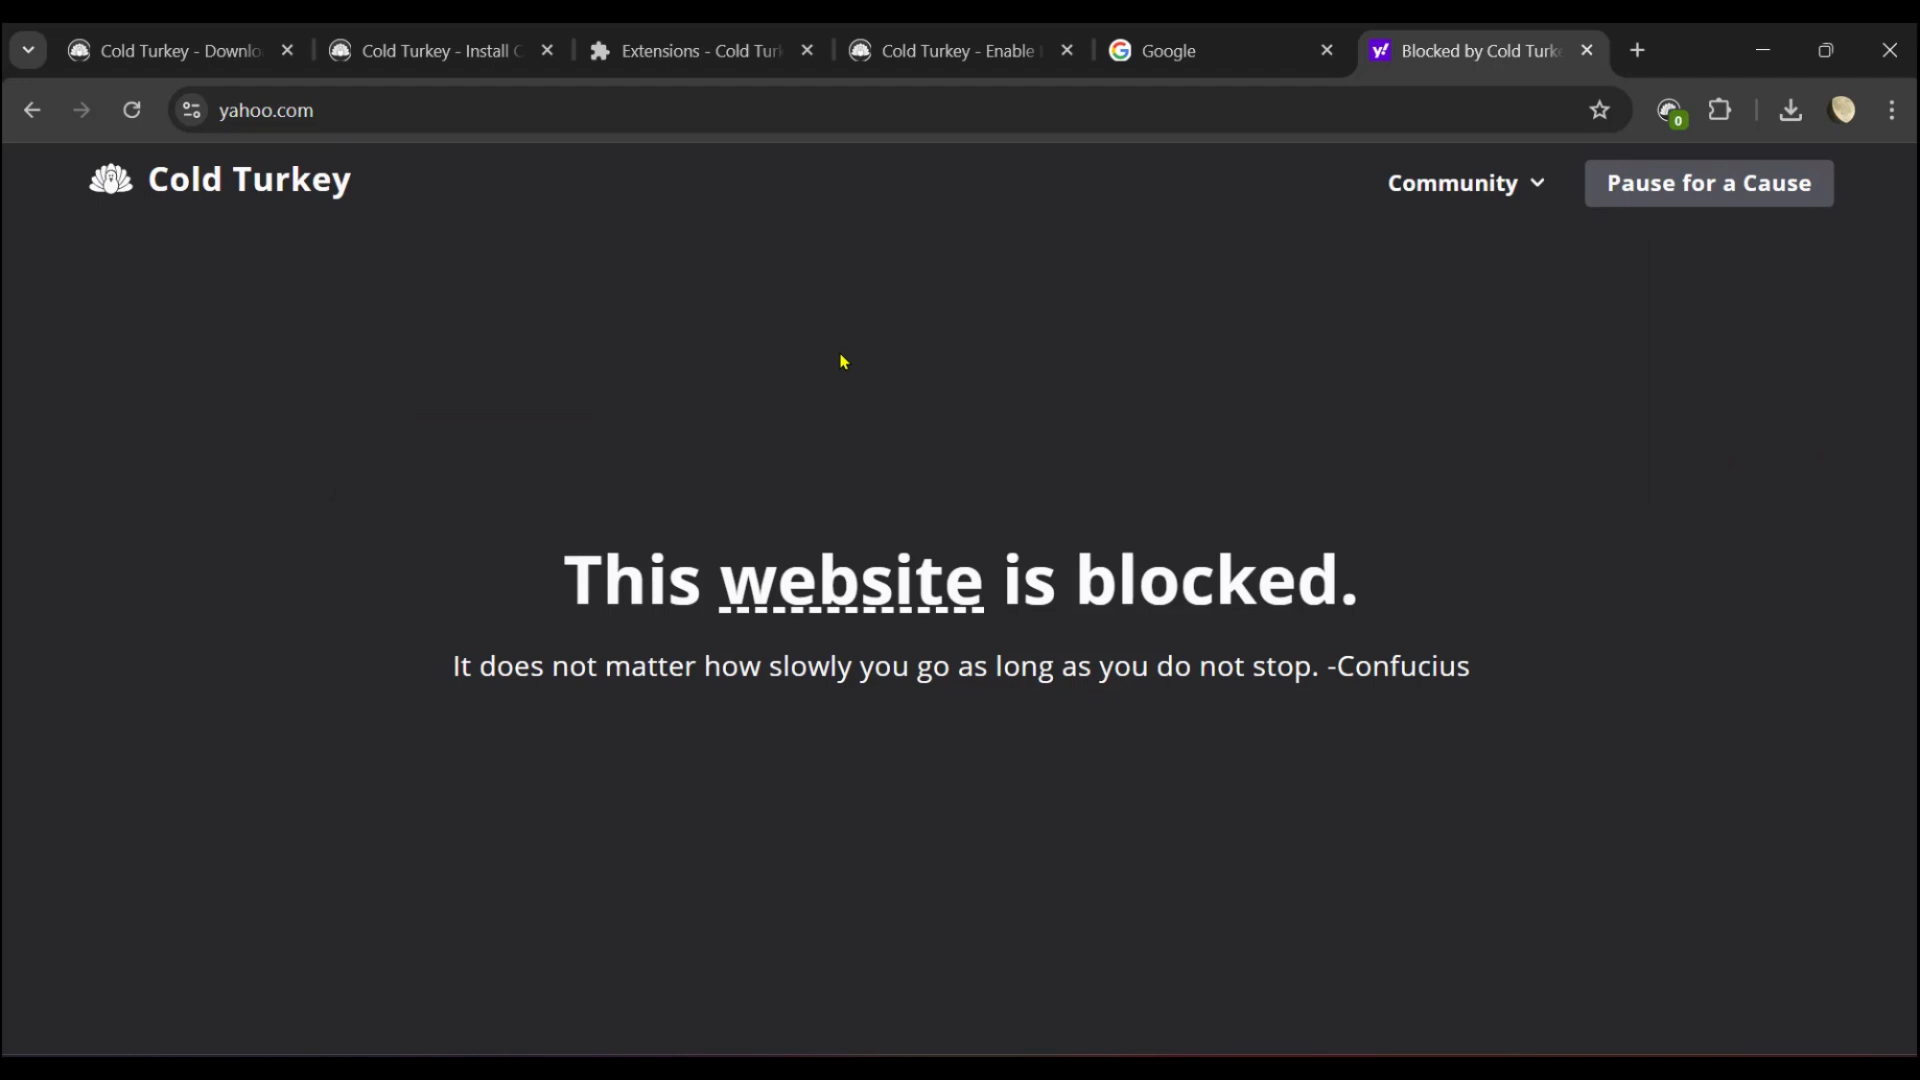 Cold Turkey - Downlo
Cold Turkey - Install C
Extensions - Cold Turk
Cold Turkey - Enable
Google
y!
Blocked by Cold Turke
yahoo.com
0
Cold Turkey
Community
Pause for a Cause
This website is blocked.
It does not matter how slowly you go as long as you do not stop. -Confucius